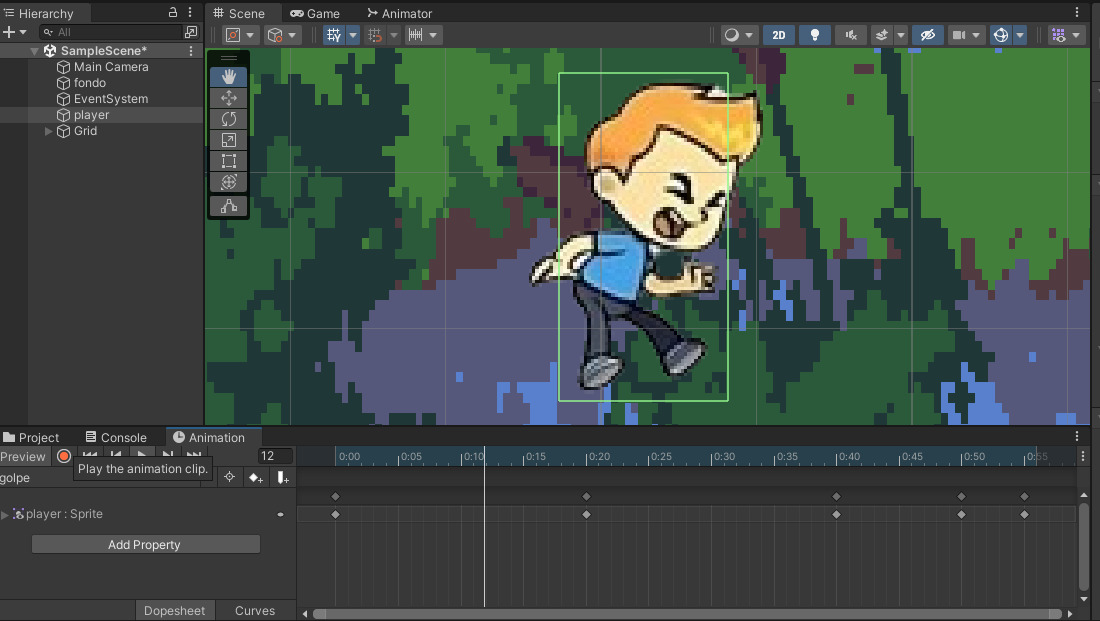 Hierarchy
All
SampleScene*
Main Camera
fondo
EventSystem
player
Grid
Scene Game Animator
2D
Project Console Animation
Preview 12
0:00 0:05 0:10 0:15 0:20 0:25 0:30 0:35 0:40 0:45 0:50 0:55
Play the animation clip.
golpe
player : Sprite
Add Property
Dopesheet Curves